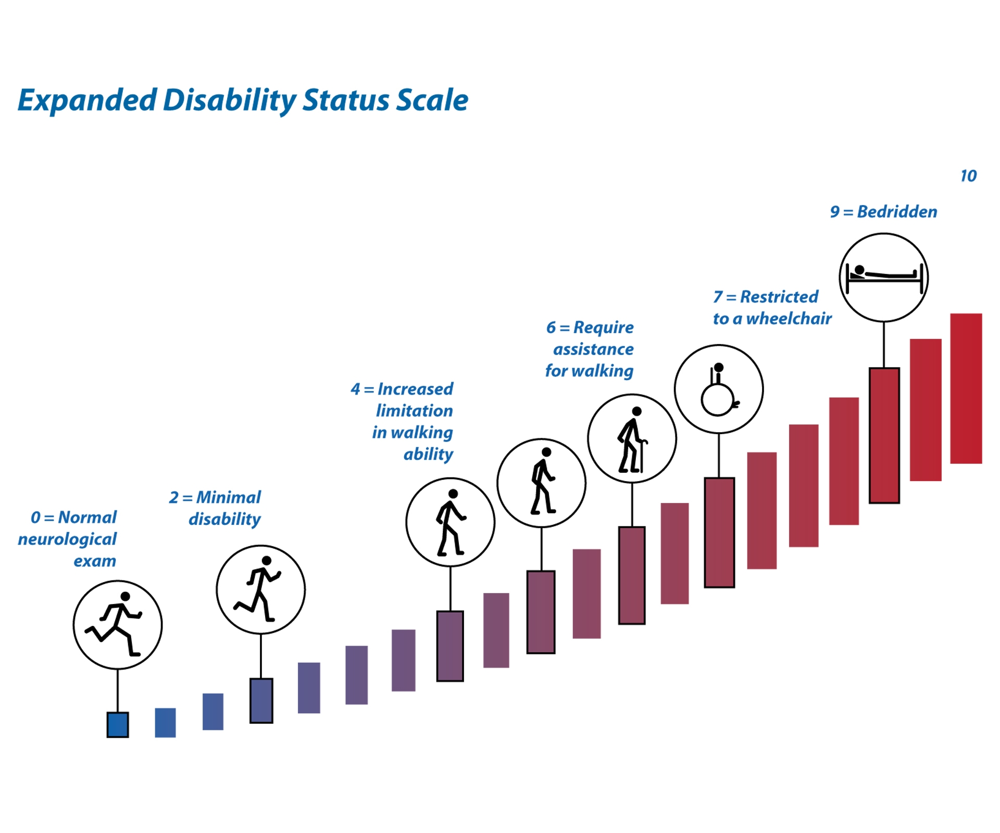 Expanded Disability Status Scale
0 = Normal
neurological
exam
2 = Minimal
disability
4 = Increased
limitation
in walking
ability
6 = Require
assistance
for walking
7 = Restricted
to a wheelchair
9 = Bedridden
10